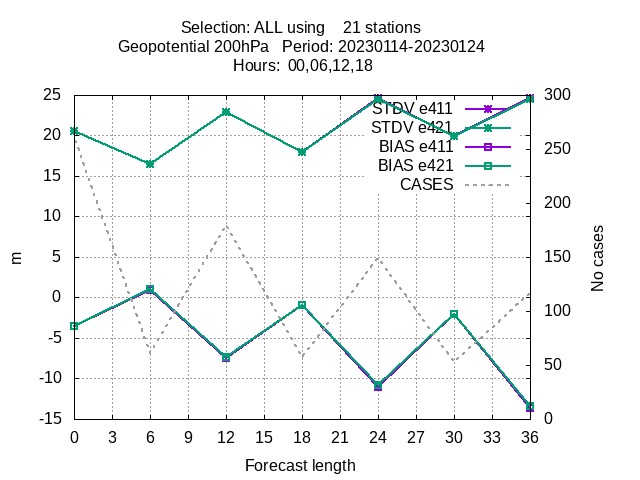 Selection: ALL using 21 stations
Geopotential 200hPa Period: 20230114-20230124
Hours: 00,06,12,18
25 300
STDV e411
STDV e421
20 250
BIAS e411
BIAS e421
15 CASES
10 200
5 150
m
No cases
0 100
-5
50
-10
-15 0
0 3 6 9 12 15 18 21 24 27 30 33 36
Forecast length